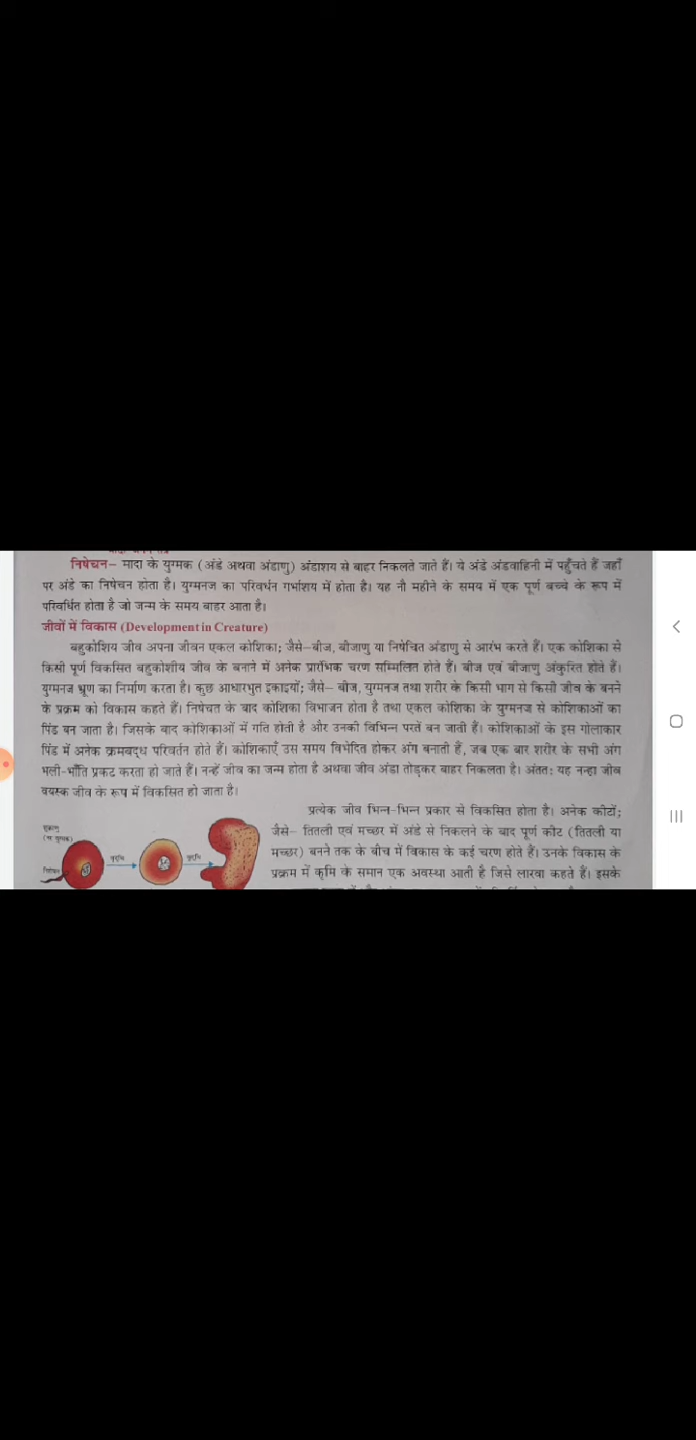 निषेचन– मादा के युग्मक (अंडे अथवा अंडाणु) अंडाशय से बाहर निकलते जाते हैं। ये अंडे अंडवाहिनी में पहुँचते हैं जहाँ
पर अंडे का निषेचन होता है। युग्मनज का परिवर्धन गर्भाशय में होता है। यह नौ महीने के समय में एक पूर्ण बच्चे के रूप में
परिवर्धित होता है जो जन्म के समय बाहर आता है।
जीवों में विकास (Development in Creature)
बहुकोशिय जीव अपना जीवन एकल कोशिका; जैसे–बीज, बीजाणु या निषेचित अंडाणु से आरंभ करते हैं। एक कोशिका से
किसी पूर्ण विकसित बहुकोशीय जीव के बनाने में अनेक प्रारंभिक चरण सम्मिलित होते हैं। बीज एवं बीजाणु अंकुरित होते हैं।
युग्मनज भ्रूण का निर्माण करता है। कुछ आधारभुत इकाइयों; जैसे– बीज, युग्मनज तथा शरीर के किसी भाग से किसी जीव के बनने
के प्रक्रम को विकास कहते हैं। निषेचत के बाद कोशिका विभाजन होता है तथा एकल कोशिका के युग्मनज से कोशिकाओं का
पिंड बन जाता है। जिसके बाद कोशिकाओं में गति होती है और उनकी विभिन्न परतें बन जाती हैं। कोशिकाओं के इस गोलाकार
पिंड में अनेक क्रमबद्ध परिवर्तन होते हैं। कोशिकाएँ उस समय विभेदित होकर अंग बनाती हैं, जब एक बार शरीर के सभी अंग
भली-भाँति प्रकट करता हो जाते हैं। नन्हें जीव का जन्म होता है अथवा जीव अंडा तोड़कर बाहर निकलता है। अंततः यह नन्हा जीव
वयस्क जीव के रूप में विकसित हो जाता है।
प्रत्येक जीव भिन्न-भिन्न प्रकार से विकसित होता है। अनेक कीटों;
जैसे– तितली एवं मच्छर में अंडे से निकलने के बाद पूर्ण कीट (तितली या
मच्छर) बनने तक के बीच में विकास के कई चरण होते हैं। उनके विकास के
प्रक्रम में कृमि के समान एक अवस्था आती है जिसे लारवा कहते हैं। इसके
शुक्राणु
(नर युग्मक)
निषेचन
वृद्धि
वृद्धि